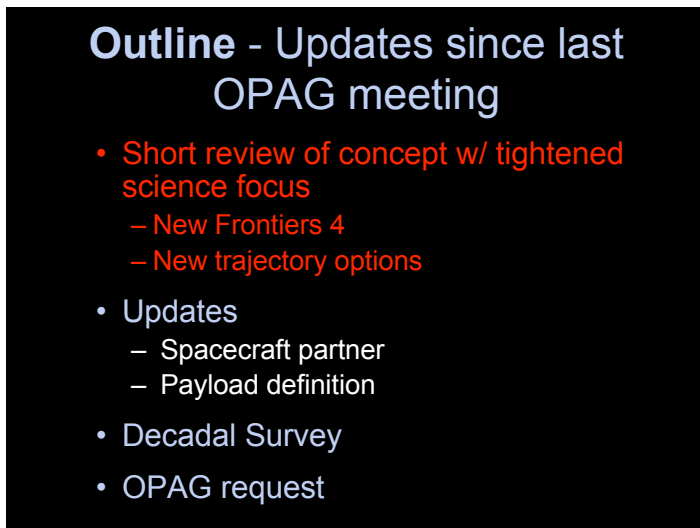 Outline - Updates since last
OPAG meeting
• Short review of concept w/ tightened
science focus
– New Frontiers 4
– New trajectory options
• Updates
– Spacecraft partner
– Payload definition
• Decadal Survey
• OPAG request